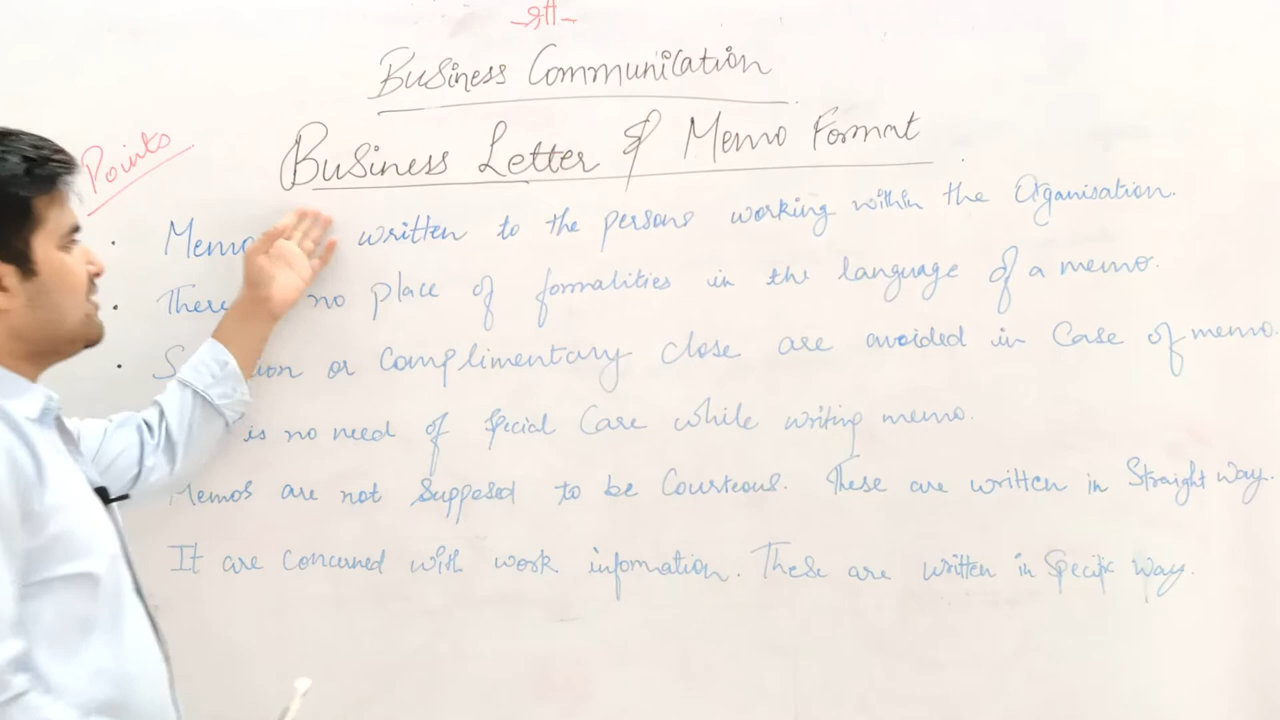 श्री
Business Communication
Business Letter & Memo Format
Points
Memo written to the persons working within the Organisation.
There no place of formalities in the language of a memo.
or Complimentary close are avoided in Case of memo.
is no need of Special Care while writing memo.
Memos are not Supposed to be Courteous. These are written in Straight way.
It are concerned with work information. These are written in Specific way.